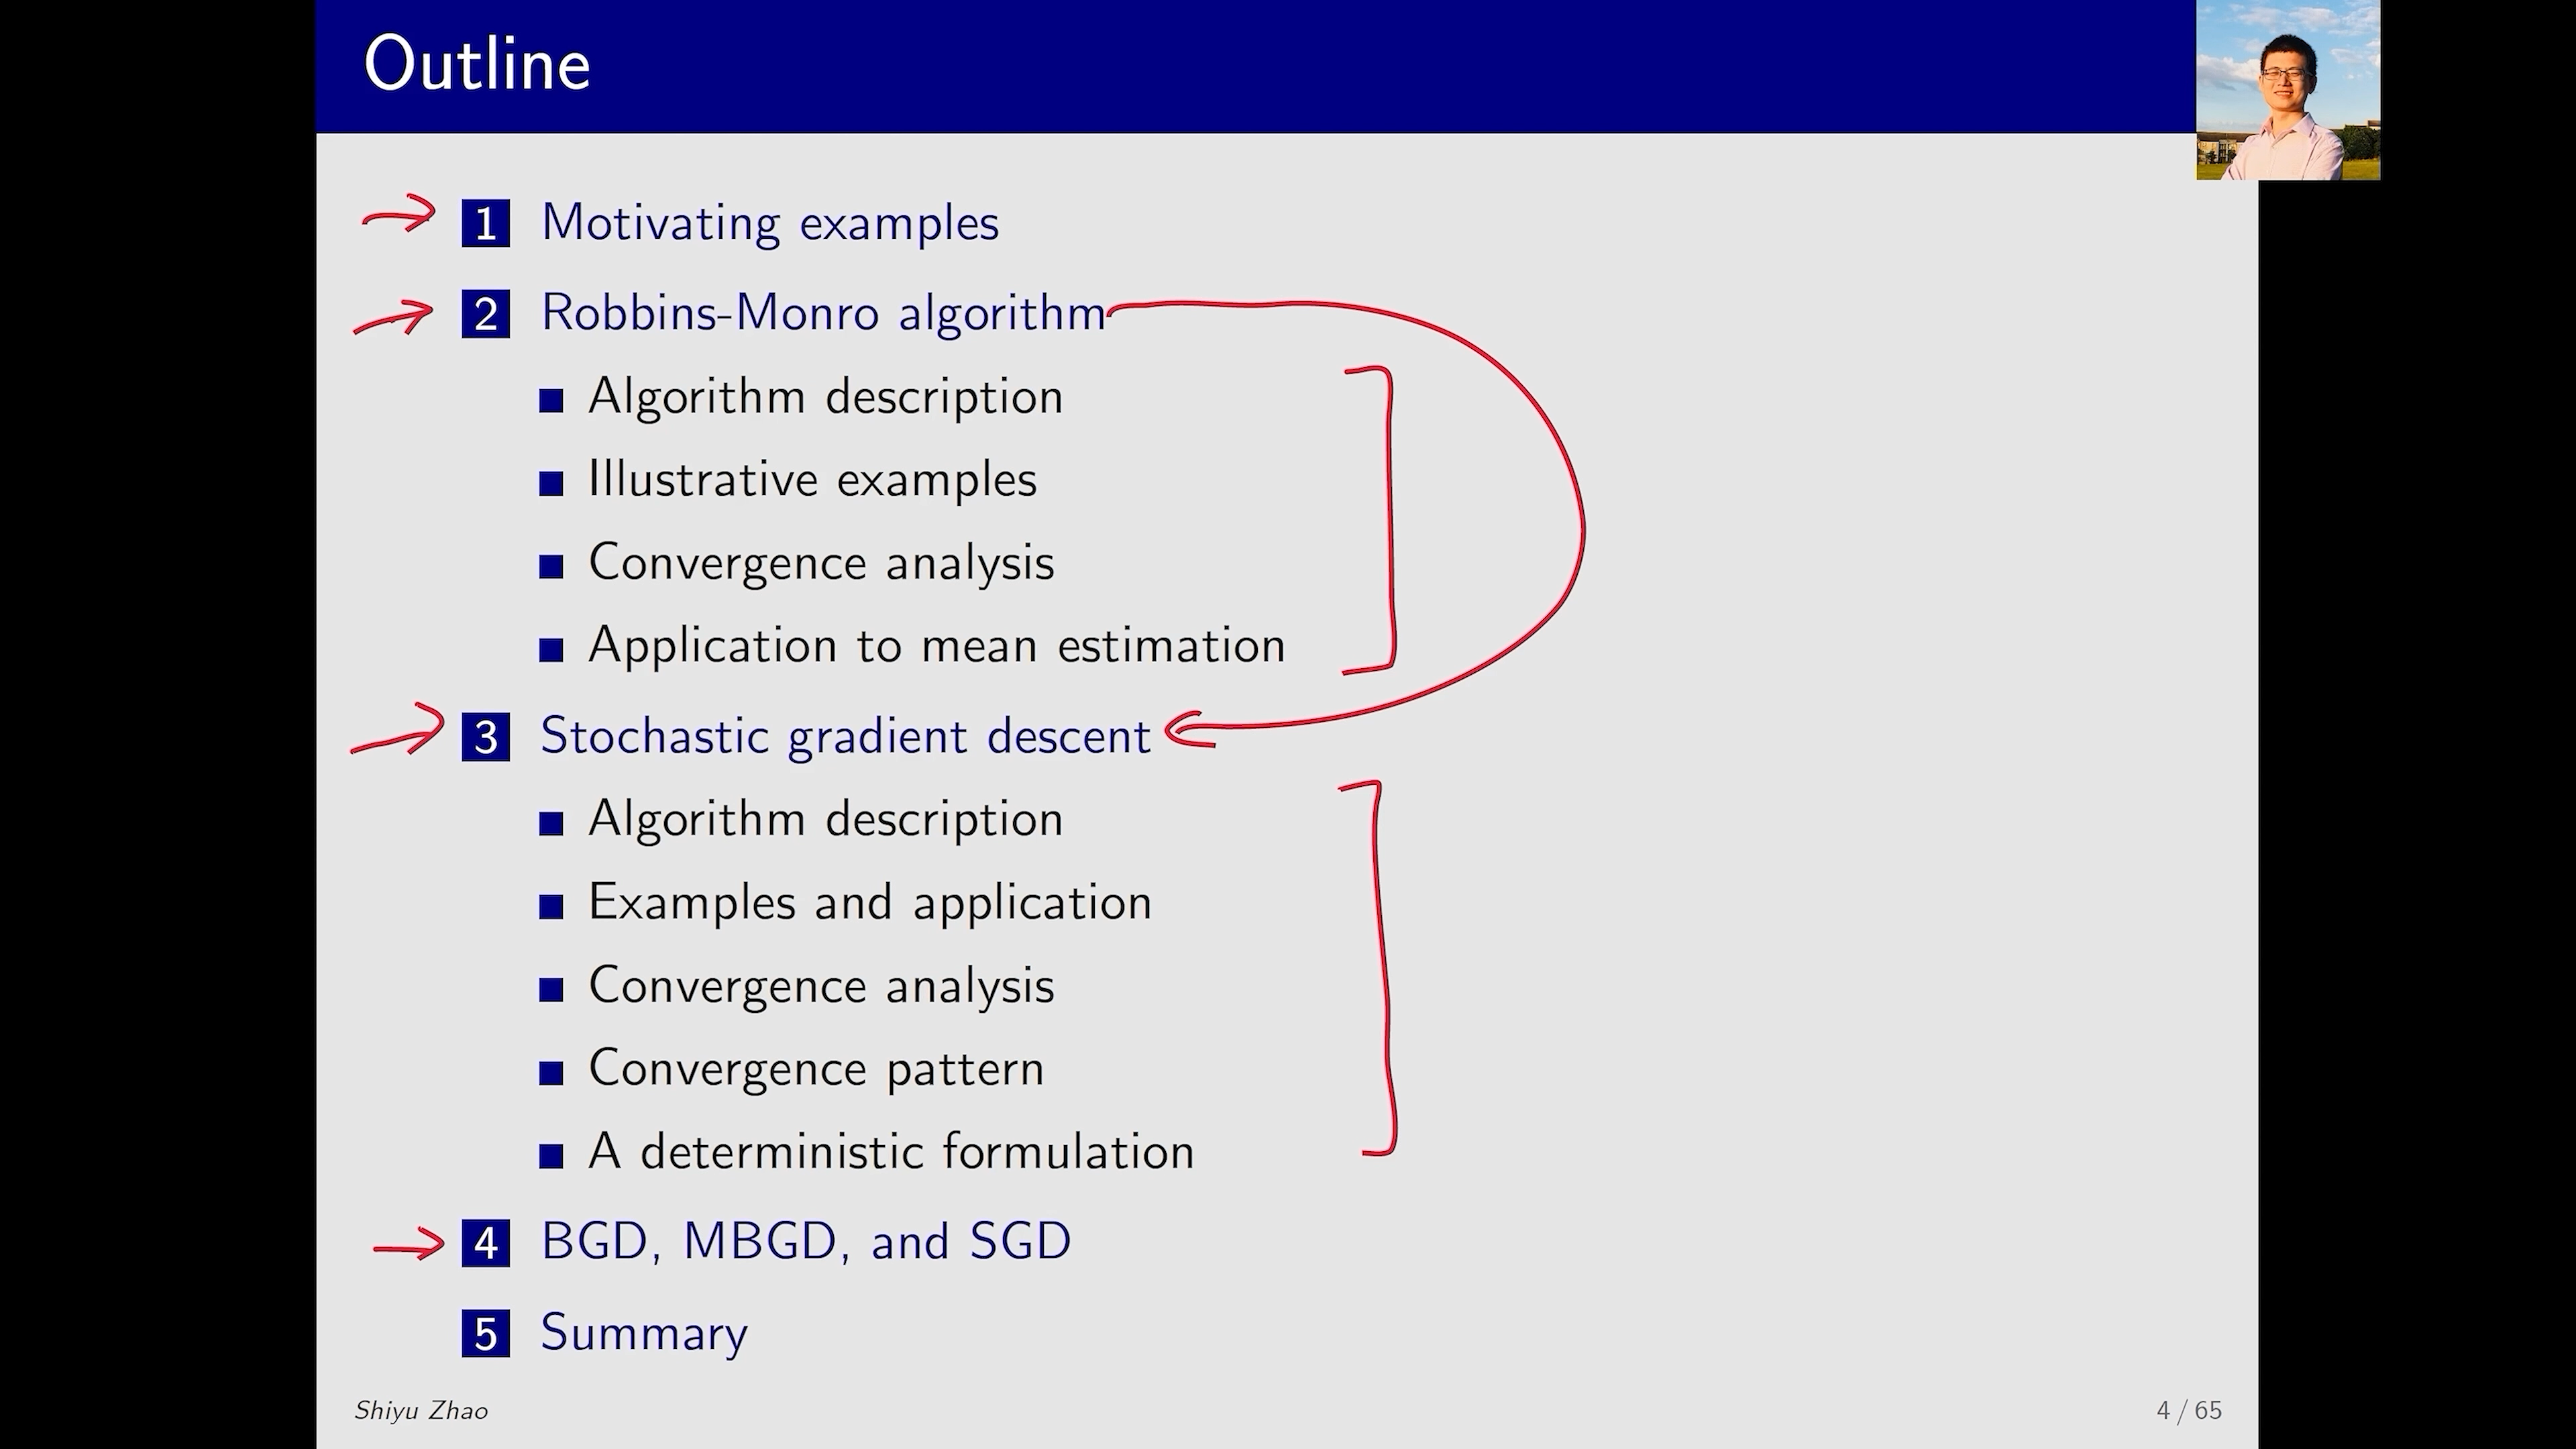 Outline
1 Motivating examples
2 Robbins-Monro algorithm
Algorithm description
Illustrative examples
Convergence analysis
Application to mean estimation
3 Stochastic gradient descent
Algorithm description
Examples and application
Convergence analysis
Convergence pattern
A deterministic formulation
4 BGD, MBGD, and SGD
5 Summary
Shiyu Zhao
4 / 65